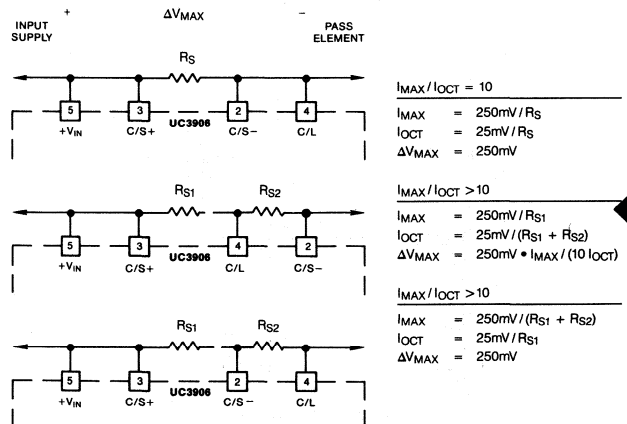 + ΔVMAX −
INPUT SUPPLY
PASS ELEMENT
RS
5 3 2 4
+VIN C/S+ UC3906 C/S− C/L
IMAX/IOCT = 10
IMAX = 250mV/RS
IOCT = 25mV/RS
ΔVMAX = 250mV
RS1 RS2
5 3 4 2
+VIN C/S+ UC3906 C/L C/S−
IMAX/IOCT >10
IMAX = 250mV/RS1
IOCT = 25mV/(RS1 + RS2)
ΔVMAX = 250mV • IMAX/(10 IOCT)
RS1 RS2
5 3 2 4
+VIN C/S+ UC3906 C/S− C/L
IMAX/IOCT >10
IMAX = 250mV/(RS1 + RS2)
IOCT = 25mV/RS1
ΔVMAX = 250mV